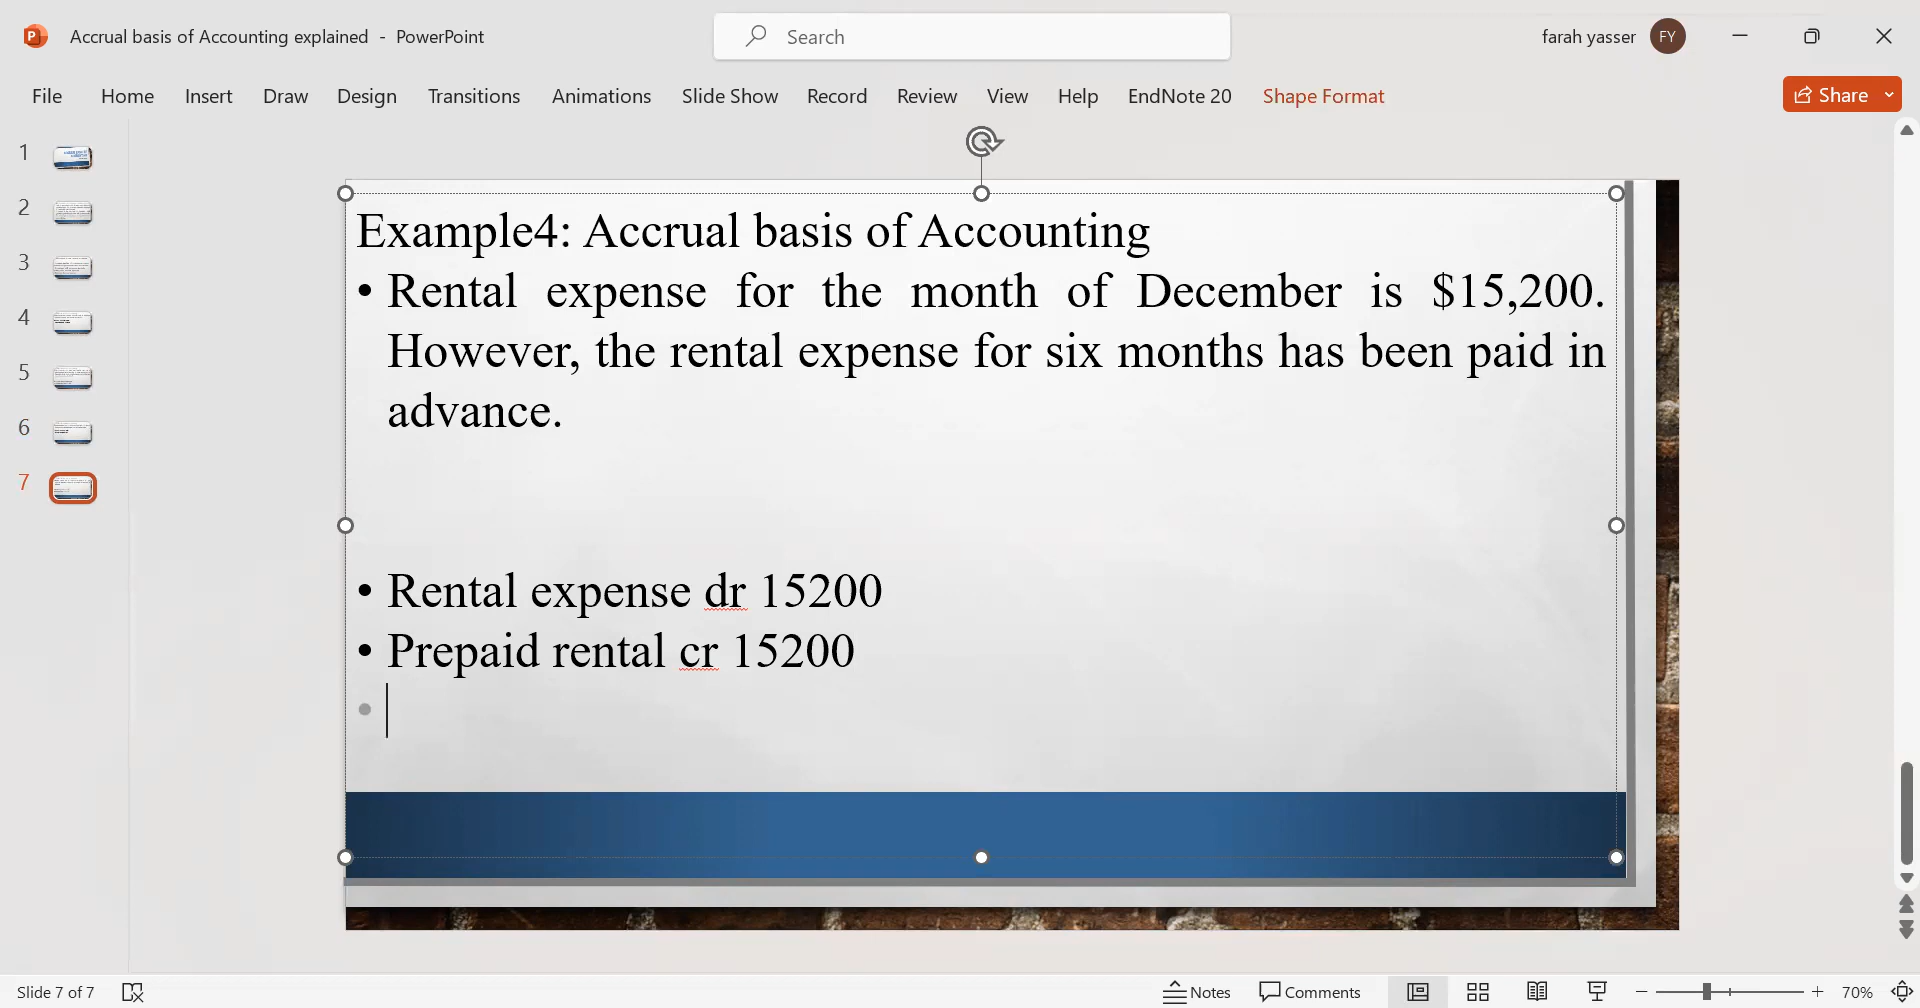 Accrual basis of Accounting explained - PowerPoint
Search
farah yasser FY
File Home Insert Draw Design Transitions Animations Slide Show Record Review View Help EndNote 20 Shape Format
Share
1
2
3
4
5
6
7
Example4: Accrual basis of Accounting
• Rental expense for the month of December is $15,200.
However, the rental expense for six months has been paid in
advance.
• Rental expense dr 15200
• Prepaid rental cr 15200
Slide 7 of 7
Notes Comments 70%